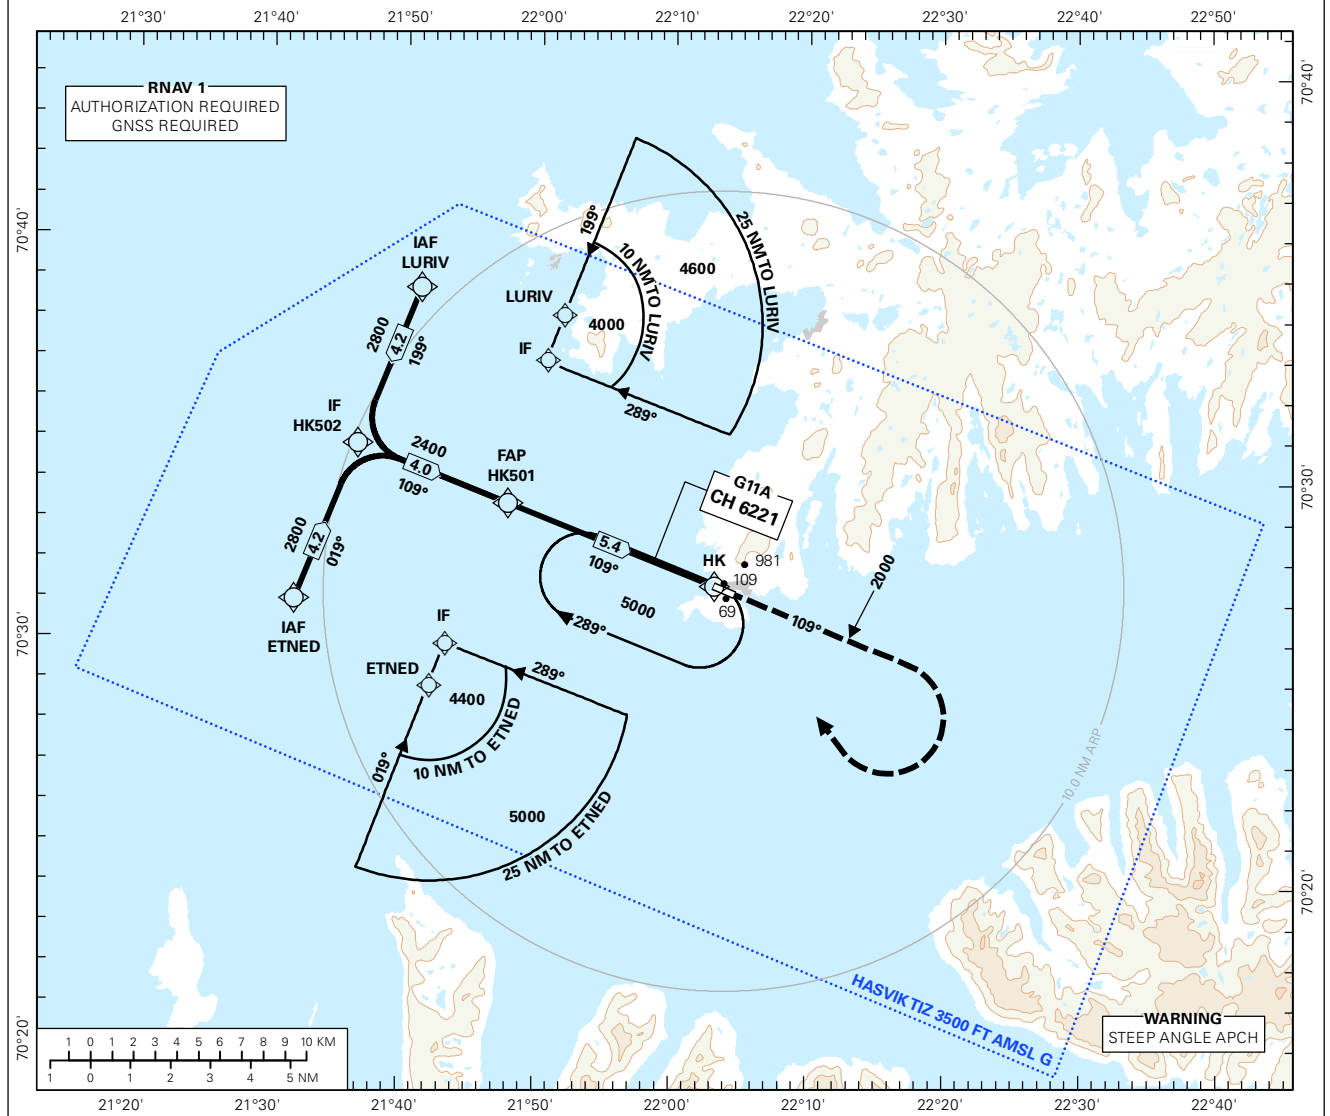 21°30'
21°40'
21°50'
22°00'
22°10'
22°20'
22°30'
22°40'
22°50'
70°40'
RNAV 1
AUTHORIZATION REQUIRED
GNSS REQUIRED
70°40'
IAF
LURIV
2800
4.2
199°
199°
10 NM TO LURIV
25 NM TO LURIV
4600
LURIV
4000
IF
289°
IF
HK502
2400
4.0
109°
FAP
HK501
70°30'
G11A
CH 6221
2800
4.2
019°
5.4
109°
HK
981
109
69
2000
5000
289°
109°
IAF
ETNED
70°30'
IF
ETNED
289°
4400
10 NM TO ETNED
019°
5000
25 NM TO ETNED
10.0 NM ARP
70°20'
HASVIK TIZ 3500 FT AMSL G
WARNING
STEEP ANGLE APCH
70°20'
1 0 1 2 3 4 5 6 7 8 9 10 KM
1 0 1 2 3 4 5 NM
21°20'
21°30'
21°40'
21°50'
22°00'
22°10'
22°20'
22°30'
22°40'